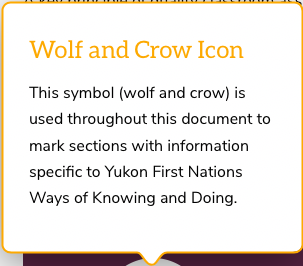 Wolf and Crow Icon
This symbol (wolf and crow) is
used throughout this document to
mark sections with information
specific to Yukon First Nations
Ways of Knowing and Doing.